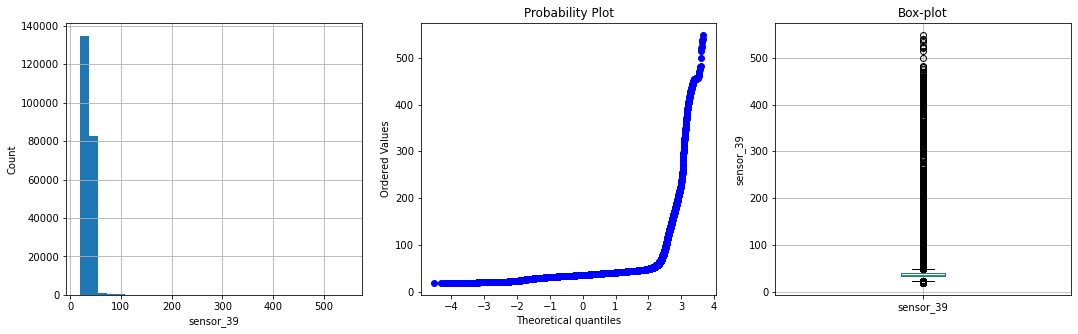 140000
120000
100000
80000
60000
40000
20000
0
Count
0 100 200 300 400 500
sensor_39
Probability Plot
500
400
300
200
100
0
Ordered Values
−4 −3 −2 −1 0 1 2 3 4
Theoretical quantiles
Box-plot
500
400
300
200
100
0
sensor_39
sensor_39